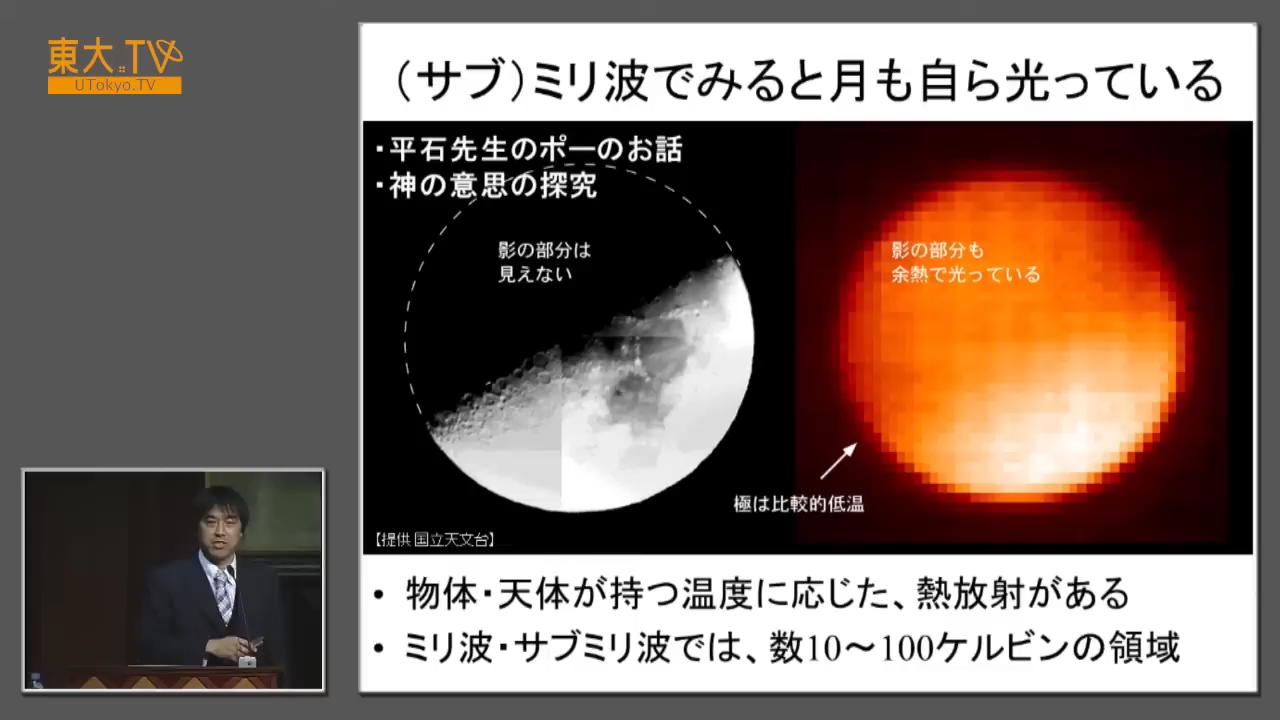 東大.TV
UTokyo.TV
(サブ)ミリ波でみると月も自ら光っている
・平石先生のポーのお話
・神の意思の探究
影の部分は
見えない
影の部分も
余熱で光っている
極は比較的低温
【提供 国立天文台】
• 物体・天体が持つ温度に応じた、熱放射がある
• ミリ波・サブミリ波では、数10~100ケルビンの領域